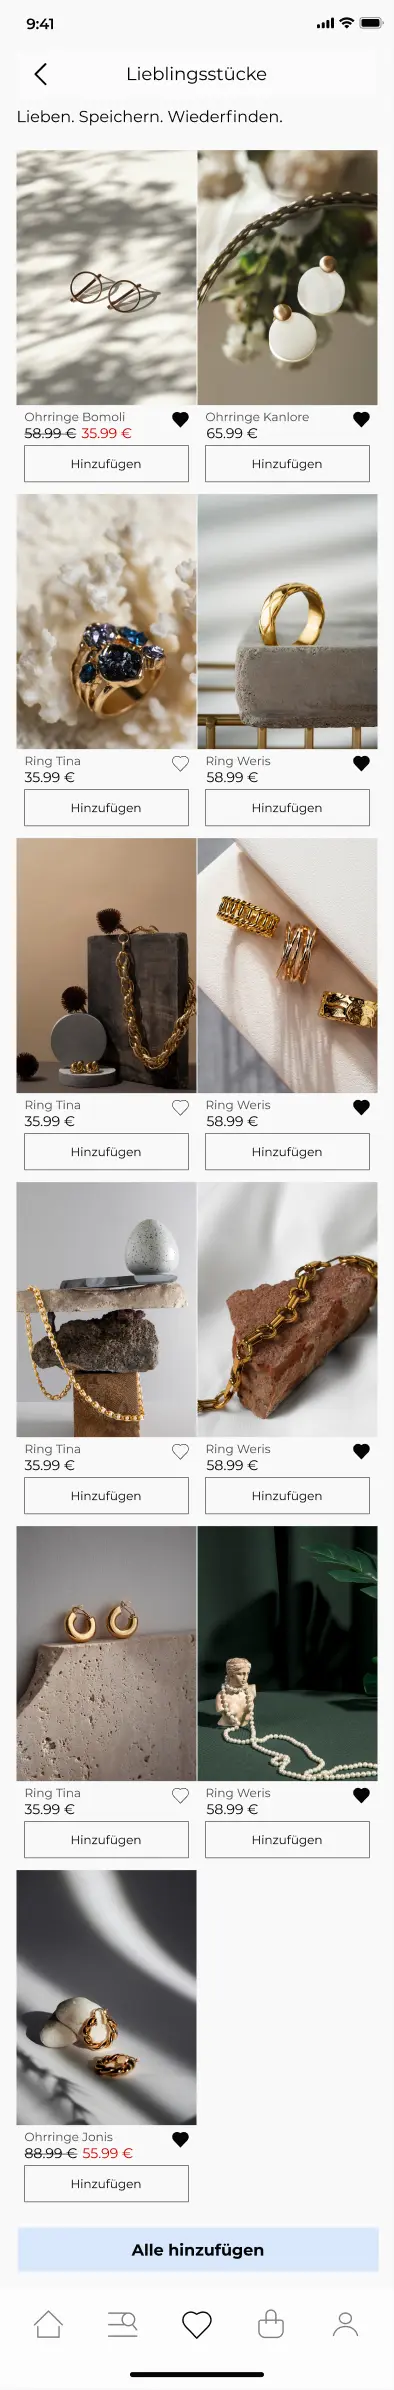 9:41
Lieblingsstücke
Lieben. Speichern. Wiederfinden.
Ohrringe Bomoli
58.99 € 35.99 €
Hinzufügen
Ohrringe Kanlore
65.99 €
Hinzufügen
Ring Tina
35.99 €
Hinzufügen
Ring Weris
58.99 €
Hinzufügen
Ring Tina
35.99 €
Hinzufügen
Ring Weris
58.99 €
Hinzufügen
Ring Tina
35.99 €
Hinzufügen
Ring Weris
58.99 €
Hinzufügen
Ring Tina
35.99 €
Hinzufügen
Ring Weris
58.99 €
Hinzufügen
Ohrringe Jonis
88.99 € 55.99 €
Hinzufügen
Alle hinzufügen